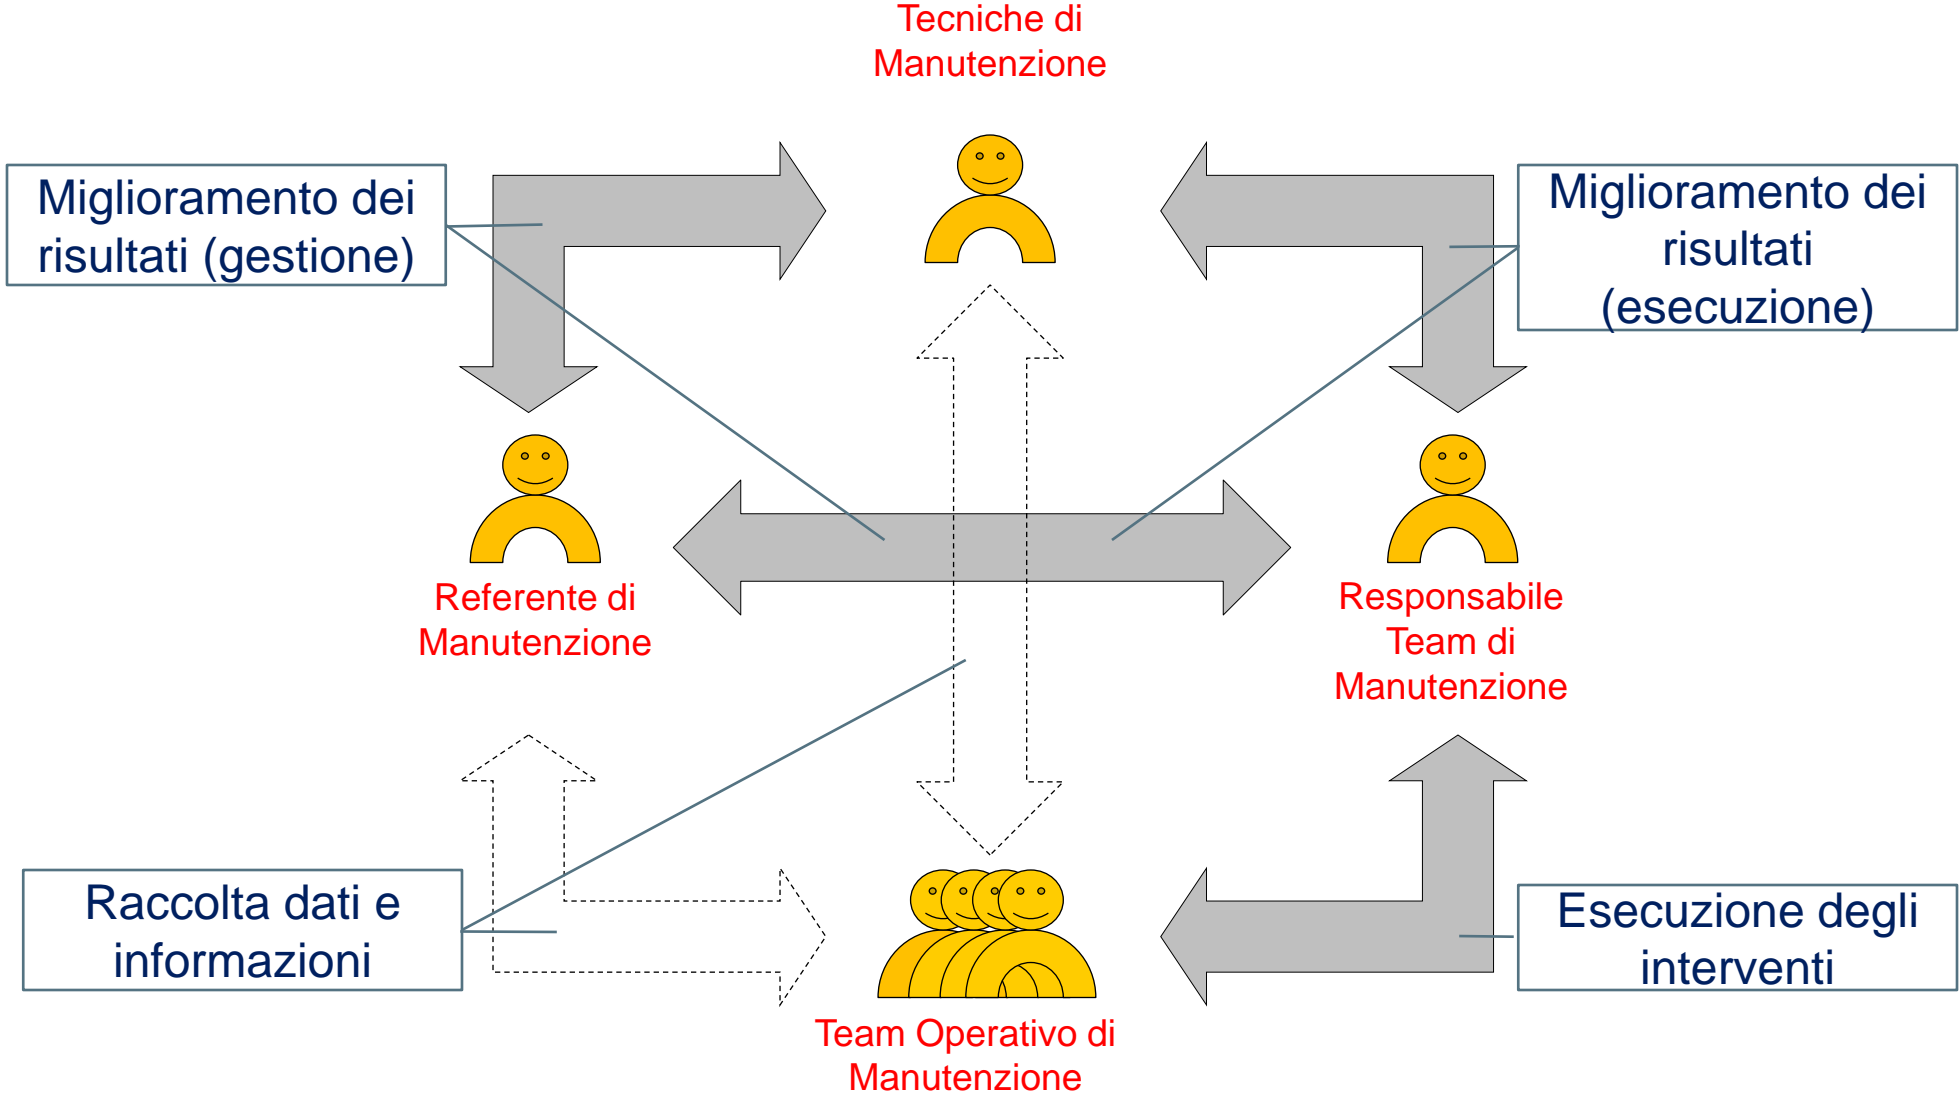 Tecniche di
Manutenzione
Miglioramento dei
risultati (gestione)
Miglioramento dei
risultati
(esecuzione)
Referente di
Manutenzione
Responsabile
Team di
Manutenzione
Raccolta dati e
informazioni
Esecuzione degli
interventi
Team Operativo di
Manutenzione